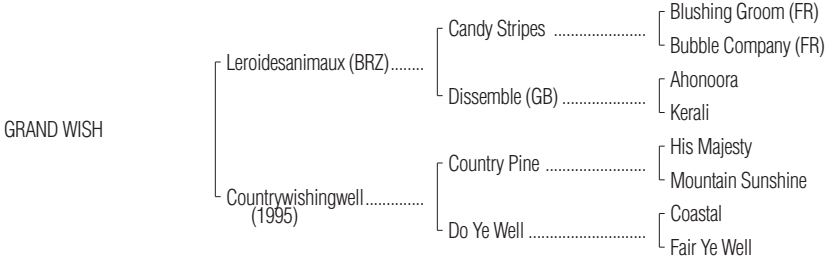 Blushing Groom (FR)
Candy Stripes ......................
Bubble Company (FR)
Leroidesanimaux (BRZ)........
Ahonoora
Dissemble (GB) ....................
Kerali
GRAND WISH
His Majesty
Country Pine ........................
Mountain Sunshine
Countrywishingwell..............
(1995)
Coastal
Do Ye Well ............................
Fair Ye Well